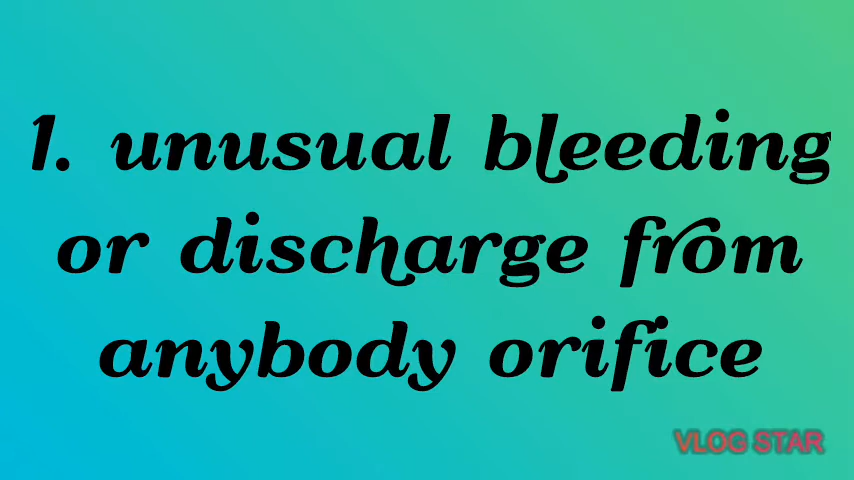 1. unusual bleeding
or discharge from
anybody orifice
VLOG STAR